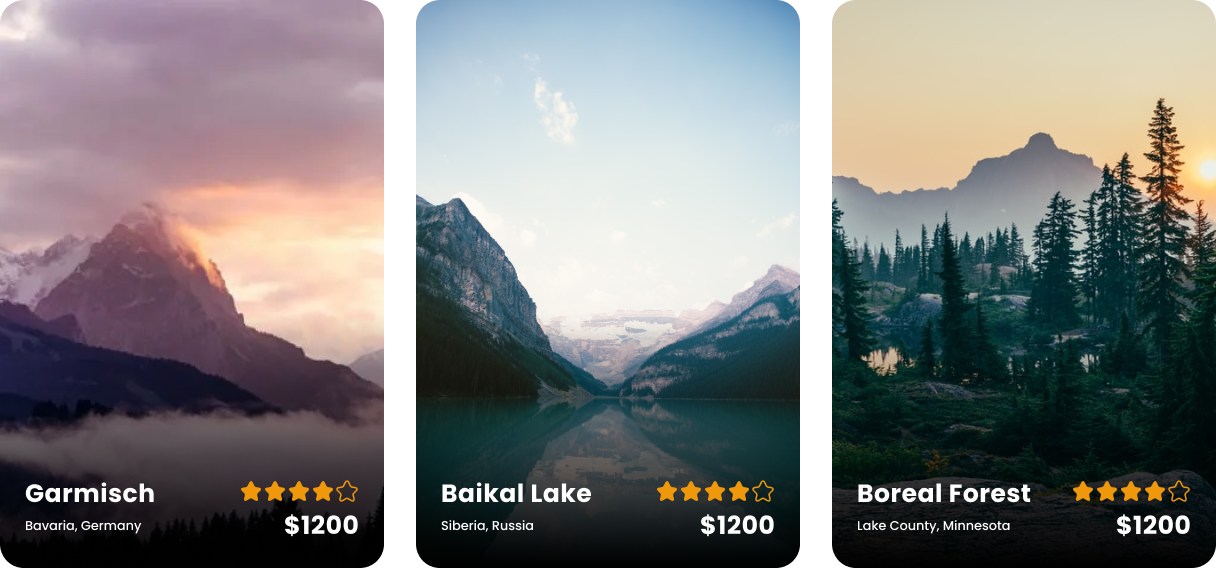 Garmisch
Bavaria, Germany
$1200
Baikal Lake
Siberia, Russia
$1200
Boreal Forest
Lake County, Minnesota
$1200